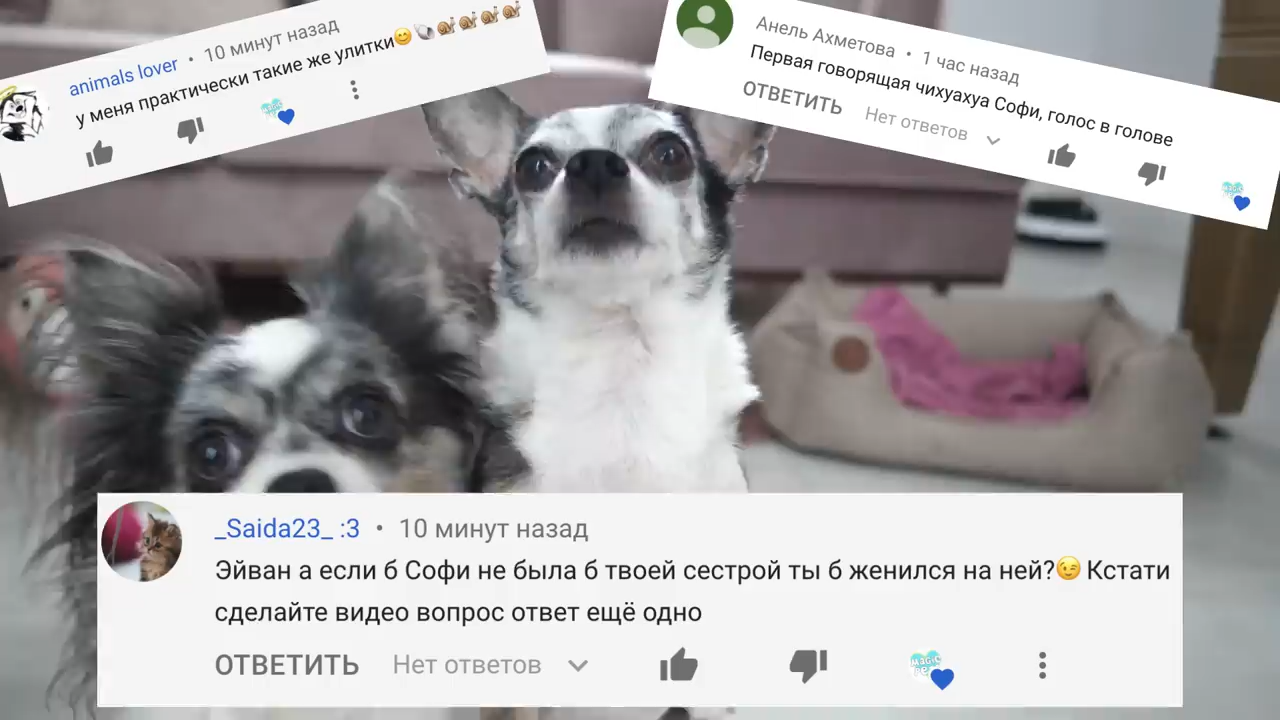 animals lover • 10 минут назад
у меня практически такие же улитки😊🐚🐌🐌🐌🐌
Анель Ахметова • 1 час назад
Первая говорящая чихуахуа Софи, голос в голове
ОТВЕТИТЬ Нет ответов
_Saida23_ :3 • 10 минут назад
Эйван а если б Софи не была б твоей сестрой ты б женился на ней?😉 Кстати
сделайте видео вопрос ответ ещё одно
ОТВЕТИТЬ Нет ответов